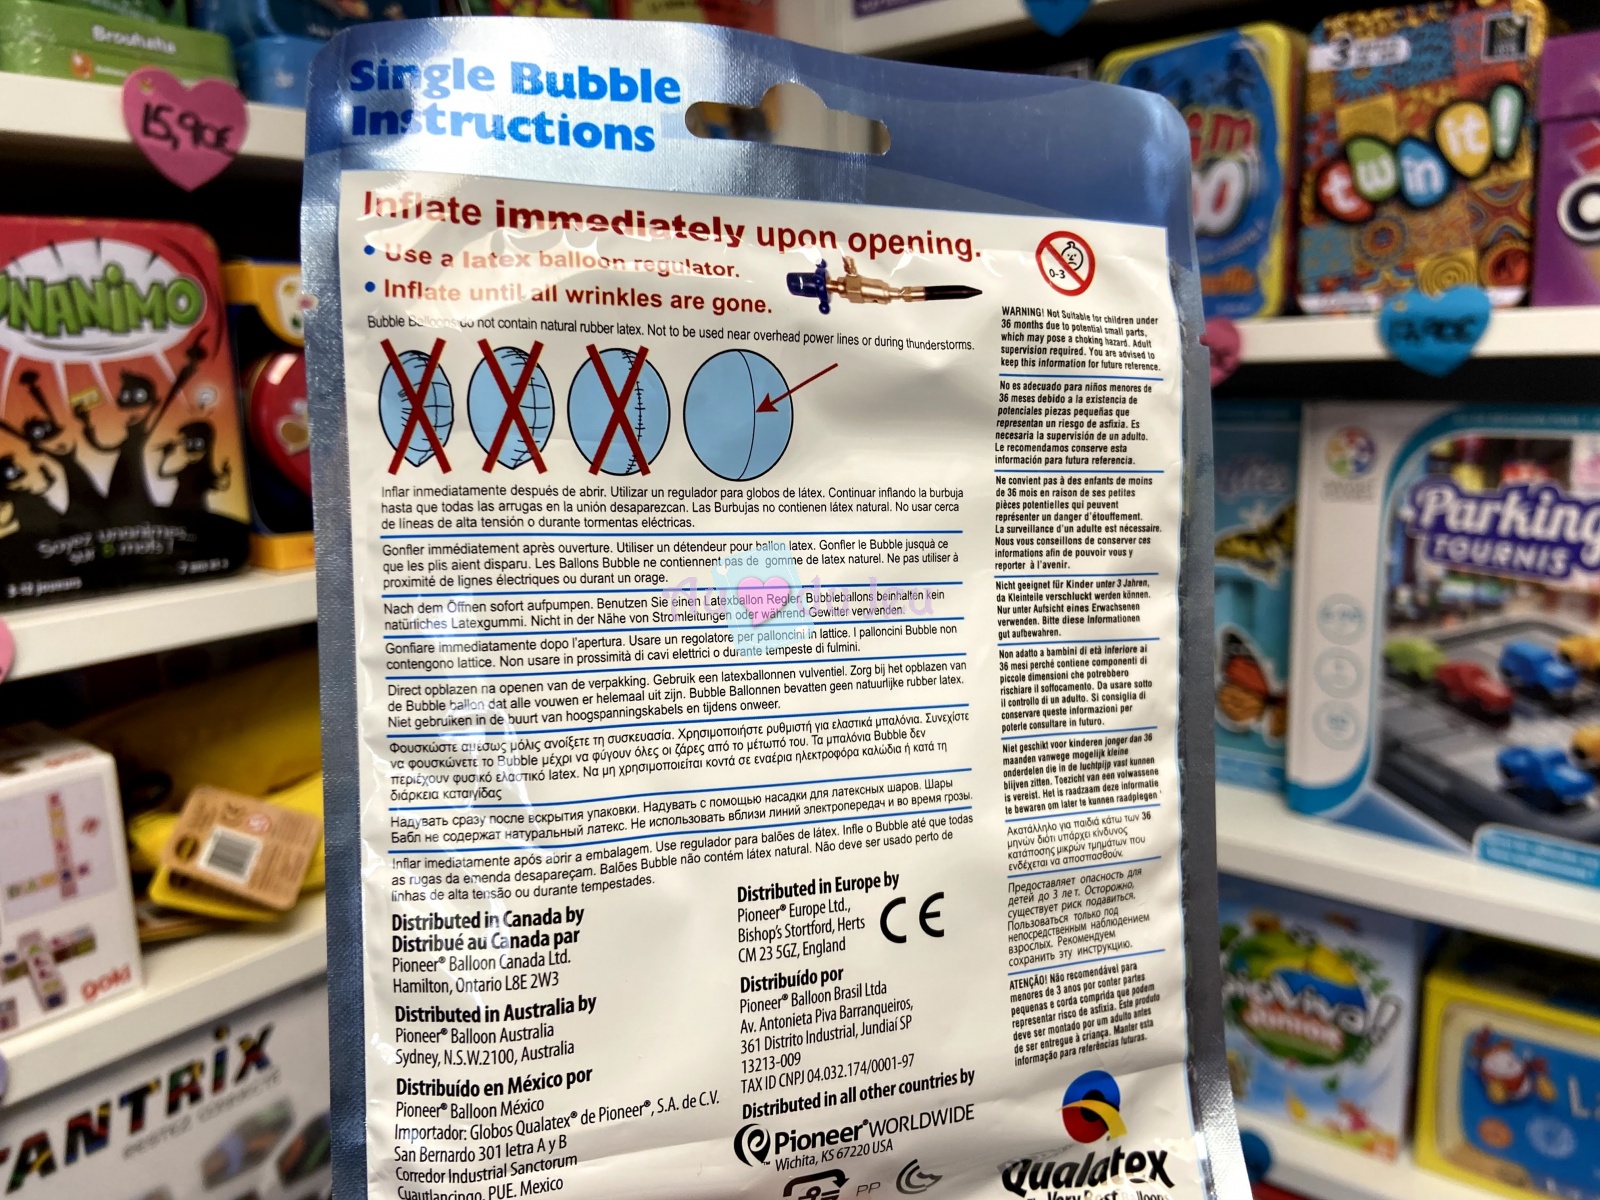 Brouhaha
15,90€
UNANIMO
Soyez unanimes...
sur 8 mots !
goki
ANTRIX
Single Bubble
Instructions
Inflate immediately upon opening.
• Use a latex balloon regulator.
• Inflate until all wrinkles are gone.
Bubble Balloons do not contain natural rubber latex. Not to be used near overhead power lines or during thunderstorms.
Inflar inmediatamente después de abrir. Utilizar un regulador para globos de látex. Continuar inflando la burbuja
hasta que todas las arrugas en la unión desaparezcan. Las Burbujas no contienen látex natural. No usar cerca
de líneas de alta tensión o durante tormentas eléctricas.
Gonfler immédiatement après ouverture. Utiliser un détendeur pour ballon latex. Gonfler le Bubble jusquà ce
que les plis aient disparu. Les Ballons Bubble ne contiennent pas de gomme de latex naturel. Ne pas utiliser à
proximité de lignes électriques ou durant un orage.
Nach dem Öffnen sofort aufpumpen. Benutzen Sie einen Latexballon Regler. Bubbleballons beinhalten kein
natürliches Latexgummi. Nicht in der Nähe von Stromleitungen oder während Gewitter verwenden.
Gonfiare immediatamente dopo l'apertura. Usare un regolatore per palloncini in lattice. I palloncini Bubble non
contengono lattice. Non usare in prossimità di cavi elettrici o durante tempeste di fulmini.
Direct opblazen na openen van de verpakking. Gebruik een latexballonnen vulventiel. Zorg bij het opblazen van
de Bubble ballon dat alle vouwen er helemaal uit zijn. Bubble Ballonnen bevatten geen natuurlijke rubber latex.
Niet gebruiken in de buurt van hoogspanningskabels en tijdens onweer.
Φουσκώστε αμέσως μόλις ανοίξετε τη συσκευασία. Χρησιμοποιήστε ρυθμιστή για ελαστικά μπαλόνια. Συνεχίστε
να φουσκώνετε το Bubble μέχρι να φύγουν όλες οι ζάρες από το μέτωπό του. Τα μπαλόνια Bubble δεν
περιέχουν φυσικό ελαστικό latex. Να μη χρησιμοποιείται κοντά σε εναέρια ηλεκτροφόρα καλώδια ή κατά τη
διάρκεια καταιγίδας
Надувать сразу после вскрытия упаковки. Надувать с помощью насадки для латексных шаров. Шары
Бабл не содержат натуральный латекс. Не использовать вблизи линий электропередач и во время грозы.
Inflar imediatamente após abrir a embalagem. Use regulador para balões de látex. Infle o Bubble até que todas
as rugas da emenda desapareçam. Balões Bubble não contém látex natural. Não deve ser usado perto de
linhas de alta tensão ou durante tempestades.
Distributed in Canada by
Distribué au Canada par
Pioneer® Balloon Canada Ltd.
Hamilton, Ontario L8E 2W3
Distributed in Australia by
Pioneer® Balloon Australia
Sydney, N.S.W.2100, Australia
Distribuído en México por
Pioneer® Balloon México
Importador: Globos Qualatex® de Pioneer®, S.A. de C.V.
San Bernardo 301 letra A y B
Corredor Industrial Sanctorum
Cuautlancingo, PUE. Mexico
Distributed in Europe by
Pioneer® Europe Ltd.,
Bishop's Stortford, Herts
CM 23 5GZ, England
CE
Distribuído por
Pioneer® Balloon Brasil Ltda
Av. Antonieta Piva Barranqueiros,
361 Distrito Industrial, Jundiaí SP
13213-009
TAX ID CNPJ 04.032.174/0001-97
Distributed in all other countries by
Pioneer® WORLDWIDE
Wichita, KS 67220 USA
PP
0-3
WARNING! Not Suitable for children under
36 months due to potential small parts,
which may pose a choking hazard. Adult
supervision required. You are advised to
keep this information for future reference.
No es adecuado para niños menores de
36 meses debido a la existencia de
potenciales piezas pequeñas que
representan un riesgo de asfixia. Es
necesaria la supervisión de un adulto.
Le recomendamos conserve esta
información para futura referencia.
Ne convient pas à des enfants de moins
de 36 mois en raison de ses petites
pièces potentielles qui peuvent
représenter un danger d'étouffement.
La surveillance d'un adulte est nécessaire.
Nous vous conseillons de conserver ces
informations afin de pouvoir vous y
reporter à l'avenir.
Nicht geeignet für Kinder unter 3 Jahren,
da Kleinteile verschluckt werden können.
Nur unter Aufsicht eines Erwachsenen
verwenden. Bitte diese Informationen
gut aufbewahren.
Non adatto a bambini di età inferiore ai
36 mesi perché contiene componenti di
piccole dimensioni che potrebbero
rischiare il soffocamento. Da usare sotto
il controllo di un adulto. Si consiglia di
conservare queste informazioni per
poterle consultare in futuro.
Niet geschikt voor kinderen jonger dan 36
maanden vanwege mogelijk kleine
onderdelen die in de luchtpijp vast kunnen
blijven zitten. Toezicht van een volwassene
is vereist. Het is raadzaam deze informatie
te bewaren om later te kunnen raadplegen
Ακατάλληλο για παιδιά κάτω των 36
μηνών διότι υπάρχει κίνδυνος
κατάποσης μικρών τμημάτων που
ενδέχεται να αποσπασθούν.
Предоставляет опасность для
детей до 3 лет. Осторожно,
существует риск подавиться.
Пользоваться только под
непосредственным наблюдением
взрослых. Рекомендуем
сохранить эту инструкцию.
ATENÇÃO! Não recomendável para
menores de 3 anos por conter partes
pequenas e corda comprida que podem
representar risco de asfixia. Este produto
deve ser montado por um adulto antes
de ser entregue à criança. Manter esta
informação para referências futuras.
Qualatex
The Very Best Balloons
twin it!
Parking
TOURNIS